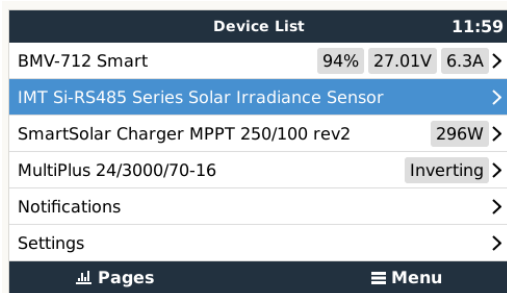 Device List 11:59
BMV-712 Smart 94% 27.01V 6.3A
IMT Si-RS485 Series Solar Irradiance Sensor
SmartSolar Charger MPPT 250/100 rev2 296W
MultiPlus 24/3000/70-16 Inverting
Notifications
Settings
Pages Menu